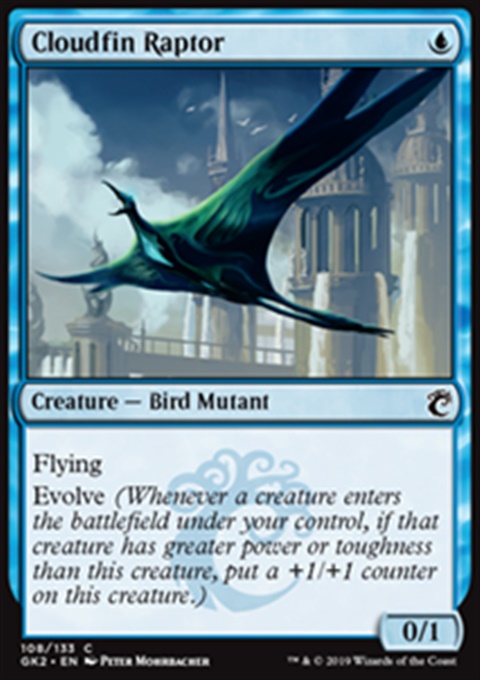 Cloudfin Raptor
Creature — Bird Mutant
Flying
Evolve (Whenever a creature enters
the battlefield under your control, if that
creature has greater power or toughness
than this creature, put a +1/+1 counter
on this creature.)
0/1
108/133 C
GK2 • EN Peter Mohrbacher
™ & © 2019 Wizards of the Coast